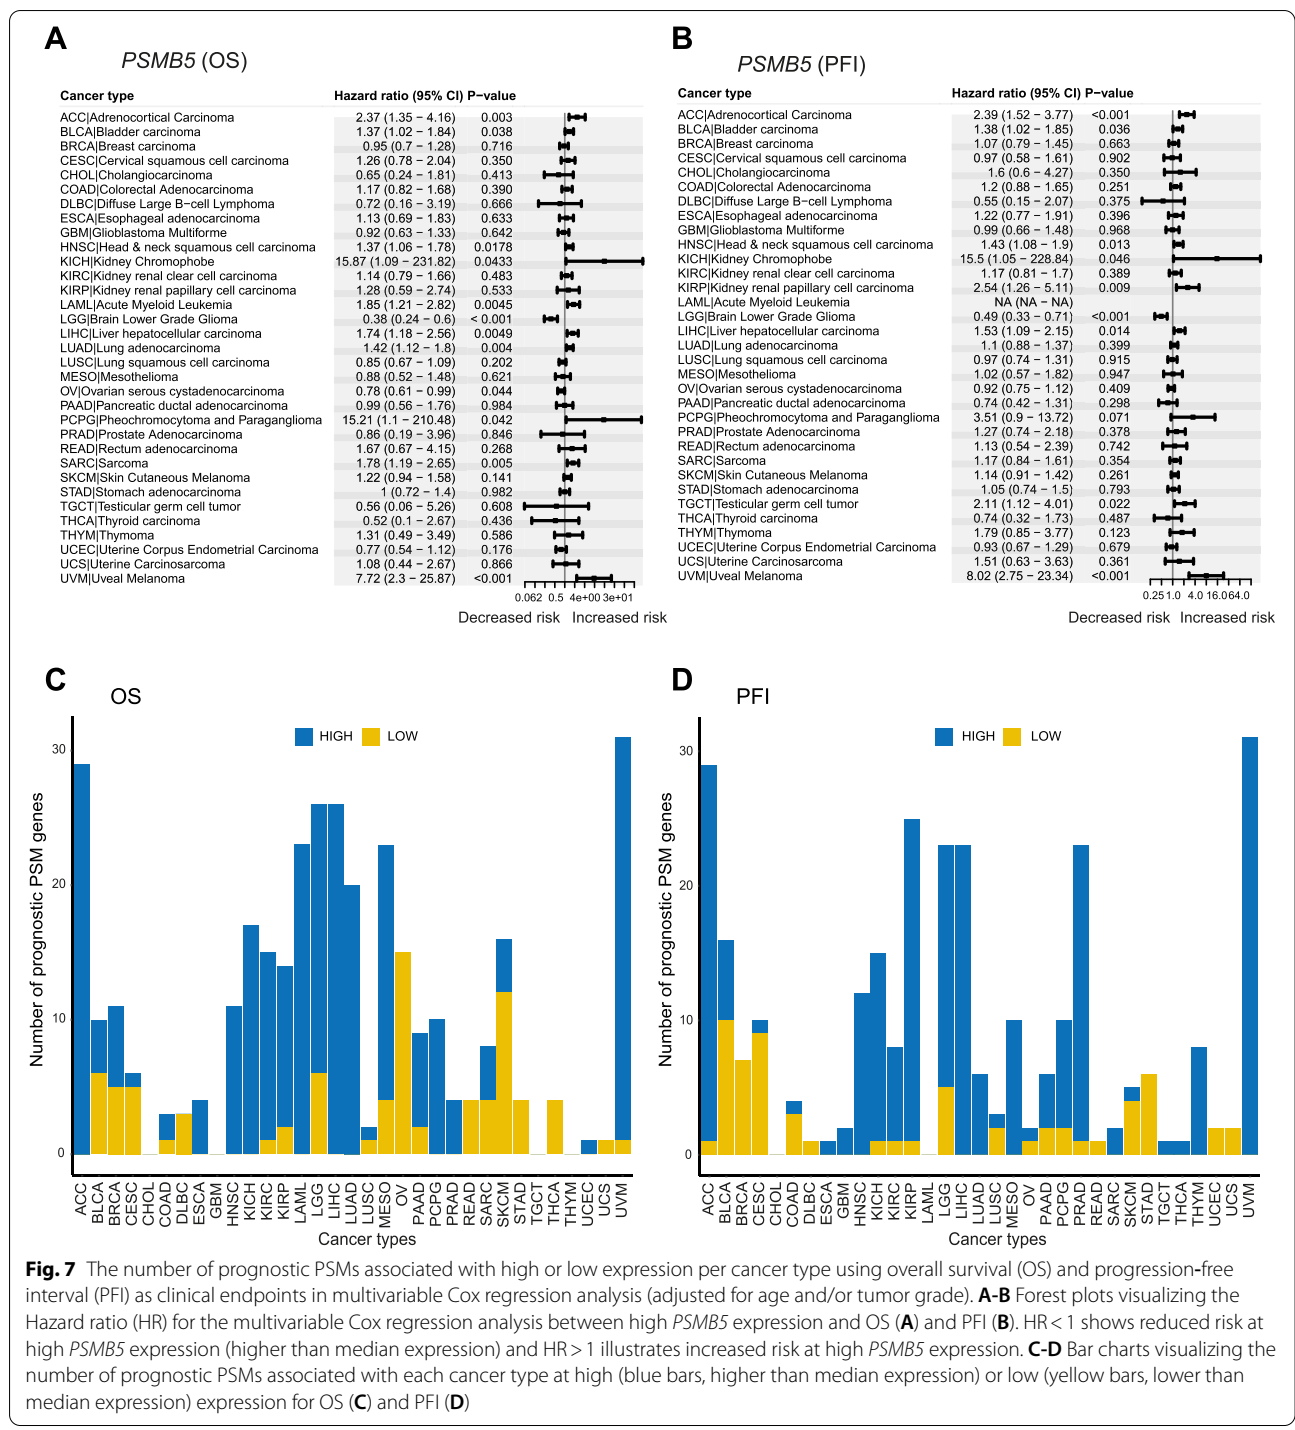 A
PSMB5 (OS)
Cancer type Hazard ratio (95% CI) P−value
ACC|Adrenocortical Carcinoma 2.37 (1.35 − 4.16) 0.003
BLCA|Bladder carcinoma 1.37 (1.02 − 1.84) 0.038
BRCA|Breast carcinoma 0.95 (0.7 − 1.28) 0.716
CESC|Cervical squamous cell carcinoma 1.26 (0.78 − 2.04) 0.350
CHOL|Cholangiocarcinoma 0.65 (0.24 − 1.81) 0.413
COAD|Colorectal Adenocarcinoma 1.17 (0.82 − 1.68) 0.390
DLBC|Diffuse Large B−cell Lymphoma 0.72 (0.16 − 3.19) 0.666
ESCA|Esophageal adenocarcinoma 1.13 (0.69 − 1.83) 0.633
GBM|Glioblastoma Multiforme 0.92 (0.63 − 1.33) 0.642
HNSC|Head & neck squamous cell carcinoma 1.37 (1.06 − 1.78) 0.0178
KICH|Kidney Chromophobe 15.87 (1.09 − 231.82) 0.0433
KIRC|Kidney renal clear cell carcinoma 1.14 (0.79 − 1.66) 0.483
KIRP|Kidney renal papillary cell carcinoma 1.28 (0.59 − 2.74) 0.533
LAML|Acute Myeloid Leukemia 1.85 (1.21 − 2.82) 0.0045
LGG|Brain Lower Grade Glioma 0.38 (0.24 − 0.6) < 0.001
LIHC|Liver hepatocellular carcinoma 1.74 (1.18 − 2.56) 0.0049
LUAD|Lung adenocarcinoma 1.42 (1.12 − 1.8) 0.004
LUSC|Lung squamous cell carcinoma 0.85 (0.67 − 1.09) 0.202
MESO|Mesothelioma 0.88 (0.52 − 1.48) 0.621
OV|Ovarian serous cystadenocarcinoma 0.78 (0.61 − 0.99) 0.044
PAAD|Pancreatic ductal adenocarcinoma 0.99 (0.56 − 1.76) 0.984
PCPG|Pheochromocytoma and Paraganglioma 15.21 (1.1 − 210.48) 0.042
PRAD|Prostate Adenocarcinoma 0.86 (0.19 − 3.96) 0.846
READ|Rectum adenocarcinoma 1.67 (0.67 − 4.15) 0.268
SARC|Sarcoma 1.78 (1.19 − 2.65) 0.005
SKCM|Skin Cutaneous Melanoma 1.22 (0.94 − 1.58) 0.141
STAD|Stomach adenocarcinoma 1 (0.72 − 1.4) 0.982
TGCT|Testicular germ cell tumor 0.56 (0.06 − 5.26) 0.608
THCA|Thyroid carcinoma 0.52 (0.1 − 2.67) 0.436
THYM|Thymoma 1.31 (0.49 − 3.49) 0.586
UCEC|Uterine Corpus Endometrial Carcinoma 0.77 (0.54 − 1.12) 0.176
UCS|Uterine Carcinosarcoma 1.08 (0.44 − 2.67) 0.866
UVM|Uveal Melanoma 7.72 (2.3 − 25.87) <0.001
0.062 0.5 4e+00 3e+01
Decreased risk Increased risk
B
PSMB5 (PFI)
Cancer type Hazard ratio (95% CI) P−value
ACC|Adrenocortical Carcinoma 2.39 (1.52 − 3.77) <0.001
BLCA|Bladder carcinoma 1.38 (1.02 − 1.85) 0.036
BRCA|Breast carcinoma 1.07 (0.79 − 1.45) 0.663
CESC|Cervical squamous cell carcinoma 0.97 (0.58 − 1.61) 0.902
CHOL|Cholangiocarcinoma 1.6 (0.6 − 4.27) 0.350
COAD|Colorectal Adenocarcinoma 1.2 (0.88 − 1.65) 0.251
DLBC|Diffuse Large B−cell Lymphoma 0.55 (0.15 − 2.07) 0.375
ESCA|Esophageal adenocarcinoma 1.22 (0.77 − 1.91) 0.396
GBM|Glioblastoma Multiforme 0.99 (0.66 − 1.48) 0.968
HNSC|Head & neck squamous cell carcinoma 1.43 (1.08 − 1.9) 0.013
KICH|Kidney Chromophobe 15.5 (1.05 − 228.84) 0.046
KIRC|Kidney renal clear cell carcinoma 1.17 (0.81 − 1.7) 0.389
KIRP|Kidney renal papillary cell carcinoma 2.54 (1.26 − 5.11) 0.009
LAML|Acute Myeloid Leukemia NA (NA − NA)
LGG|Brain Lower Grade Glioma 0.49 (0.33 − 0.71) <0.001
LIHC|Liver hepatocellular carcinoma 1.53 (1.09 − 2.15) 0.014
LUAD|Lung adenocarcinoma 1.1 (0.88 − 1.37) 0.399
LUSC|Lung squamous cell carcinoma 0.97 (0.74 − 1.31) 0.915
MESO|Mesothelioma 1.02 (0.57 − 1.82) 0.947
OV|Ovarian serous cystadenocarcinoma 0.92 (0.75 − 1.12) 0.409
PAAD|Pancreatic ductal adenocarcinoma 0.74 (0.42 − 1.31) 0.298
PCPG|Pheochromocytoma and Paraganglioma 3.51 (0.9 − 13.72) 0.071
PRAD|Prostate Adenocarcinoma 1.27 (0.74 − 2.18) 0.378
READ|Rectum adenocarcinoma 1.13 (0.54 − 2.39) 0.742
SARC|Sarcoma 1.17 (0.84 − 1.61) 0.354
SKCM|Skin Cutaneous Melanoma 1.14 (0.91 − 1.42) 0.261
STAD|Stomach adenocarcinoma 1.05 (0.74 − 1.5) 0.793
TGCT|Testicular germ cell tumor 2.11 (1.12 − 4.01) 0.022
THCA|Thyroid carcinoma 0.74 (0.32 − 1.73) 0.487
THYM|Thymoma 1.79 (0.85 − 3.77) 0.123
UCEC|Uterine Corpus Endometrial Carcinoma 0.93 (0.67 − 1.29) 0.679
UCS|Uterine Carcinosarcoma 1.51 (0.63 − 3.63) 0.361
UVM|Uveal Melanoma 8.02 (2.75 − 23.34) <0.001
0.25 1.0 4.0 16.0 64.0
Decreased risk Increased risk
C
OS
HIGH LOW
Number of prognostic PSM genes
30
20
10
0
ACC BLCA BRCA CESC CHOL COAD DLBC ESCA GBM HNSC KICH KIRC KIRP LAML LGG LIHC LUAD LUSC MESO OV PAAD PCPG PRAD READ SARC SKCM STAD TGCT THCA THYM UCEC UCS UVM
Cancer types
D
PFI
HIGH LOW
Number of prognostic PSM genes
30
20
10
0
ACC BLCA BRCA CESC CHOL COAD DLBC ESCA GBM HNSC KICH KIRC KIRP LAML LGG LIHC LUAD LUSC MESO OV PAAD PCPG PRAD READ SARC SKCM STAD TGCT THCA THYM UCEC UCS UVM
Cancer types
Fig. 7 The number of prognostic PSMs associated with high or low expression per cancer type using overall survival (OS) and progression-free
interval (PFI) as clinical endpoints in multivariable Cox regression analysis (adjusted for age and/or tumor grade). A-B Forest plots visualizing the
Hazard ratio (HR) for the multivariable Cox regression analysis between high PSMB5 expression and OS (A) and PFI (B). HR < 1 shows reduced risk at
high PSMB5 expression (higher than median expression) and HR > 1 illustrates increased risk at high PSMB5 expression. C-D Bar charts visualizing the
number of prognostic PSMs associated with each cancer type at high (blue bars, higher than median expression) or low (yellow bars, lower than
median expression) expression for OS (C) and PFI (D)